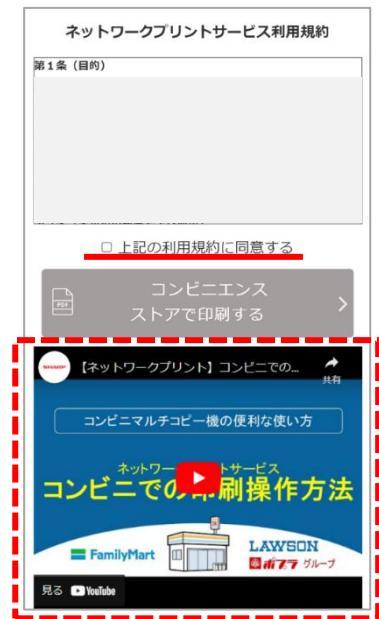 ネットワークプリントサービス利用規約
第1条（目的）
□ 上記の利用規約に同意する
PDF
コンビニエンス
ストアで印刷する
SHARP
【ネットワークプリント】コンビニでの...
共有
コンビニマルチコピー機の便利な使い方
ネットワー
トサービス
コンビニでの
刷操作方法
FamilyMart
LAWSON
ポプラ グループ
見る YouTube